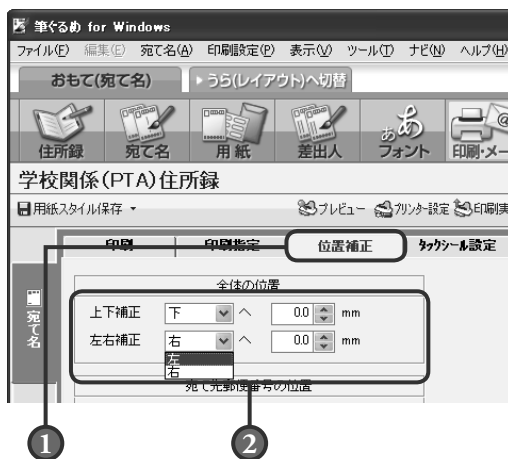 筆ぐるめ for Windows
ファイル(F) 編集(E) 宛て名(A) 印刷設定(P) 表示(V) ツール(T) ナビ(N) ヘルプ(H)
おもて(宛て名) うら(レイアウト)へ切替
住所録 宛て名 用紙 差出人 フォント 印刷・メー
学校関係(PTA)住所録
用紙スタイル保存 プレビュー プリンタ設定 印刷実
印刷 印刷指定 位置補正 タックシール設定
宛て名
全体の位置
上下補正 下 へ 0.0 mm
左右補正 右 へ 0.0 mm
左
右
宛て先郵便番号の位置
1 2